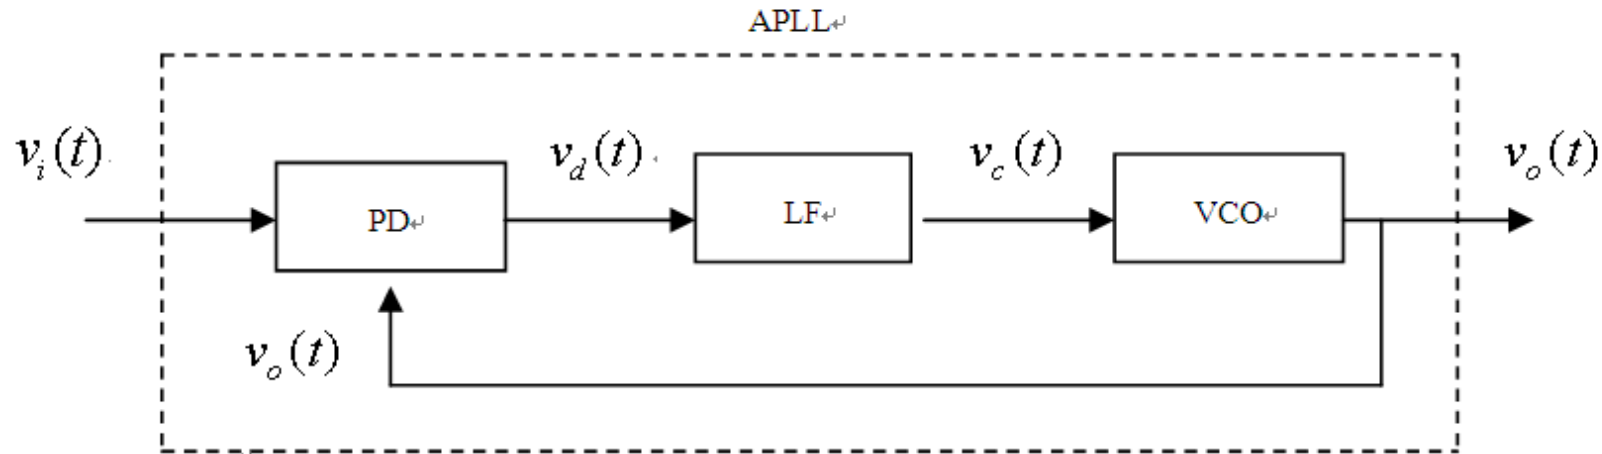 APLL↵
v_i(t)
v_d(t)
v_c(t)
v_o(t)
PD↵
LF↵
VCO↵
v_o(t)